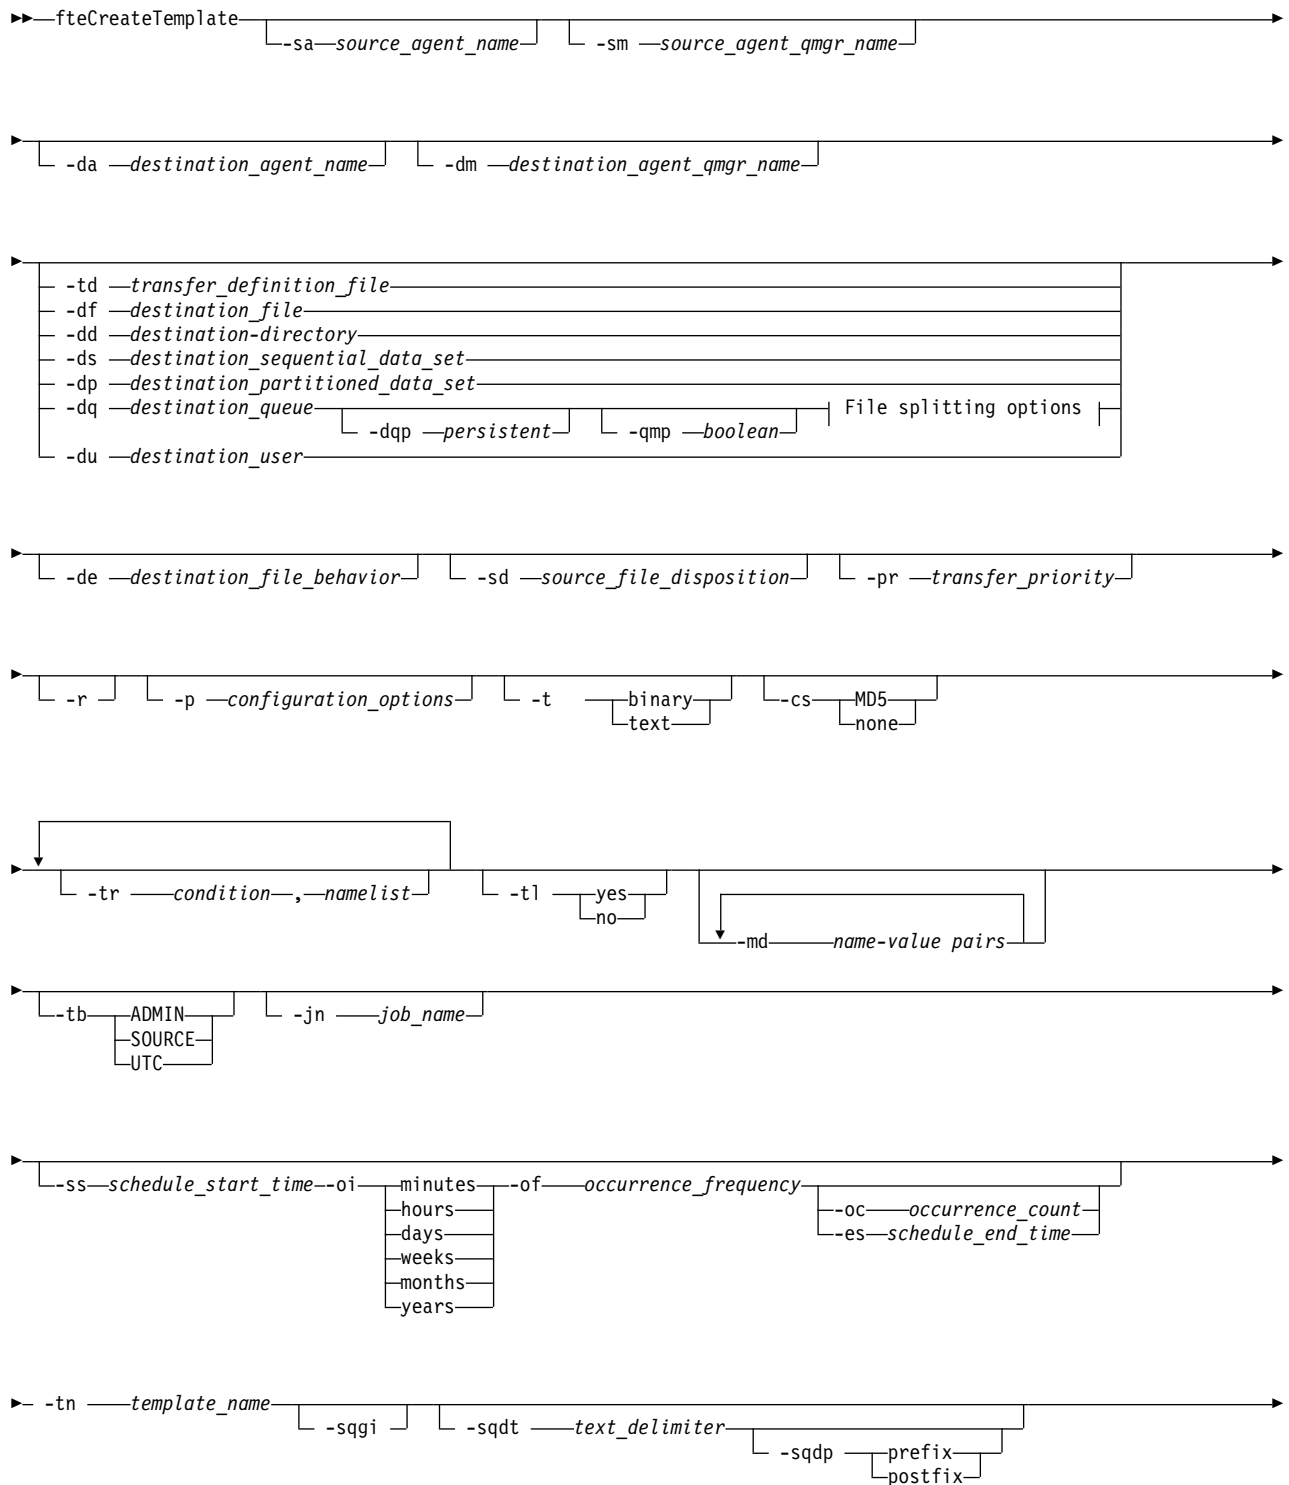 fteCreateTemplate
-sa source_agent_name -sm source_agent_qmgr_name
-da destination_agent_name -dm destination_agent_qmgr_name
-td transfer_definition_file
-df destination_file
-dd destination-directory
-ds destination_sequential_data_set
-dp destination_partitioned_data_set
-dq destination_queue File splitting options
-dqp persistent -qmp boolean
-du destination_user
-de destination_file_behavior -sd source_file_disposition -pr transfer_priority
-r -p configuration_options -t binary -cs MD5
text none
-tr condition , namelist -tl yes
no
-md name-value pairs
-tb ADMIN -jn job_name
SOURCE
UTC
-ss schedule_start_time -oi minutes -of occurrence_frequency
hours -oc occurrence_count
days -es schedule_end_time
weeks
months
years
-tn template_name
-sqgi -sqdt text_delimiter
-sqdp prefix
postfix